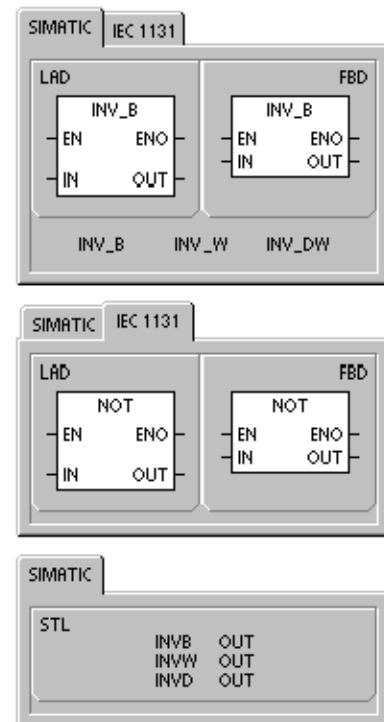 SIMATIC IEC 1131
LAD FBD
INV_B INV_B
EN ENO EN ENO
IN OUT IN OUT
INV_B INV_W INV_DW
SIMATIC IEC 1131
LAD FBD
NOT NOT
EN ENO EN ENO
IN OUT IN OUT
SIMATIC
STL
INVB OUT
INVW OUT
INVD OUT